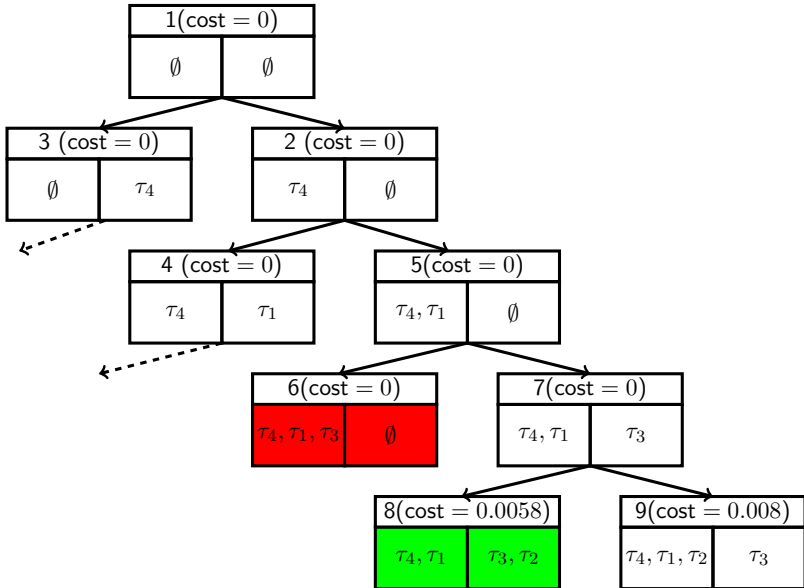 1(cost = 0)
∅ ∅
3 (cost = 0) 2 (cost = 0)
∅ τ₄ τ₄ ∅
4 (cost = 0) 5(cost = 0)
τ₄ τ₁ τ₄, τ₁ ∅
6(cost = 0) 7(cost = 0)
τ₄, τ₁, τ₃ ∅ τ₄, τ₁ τ₃
8(cost = 0.0058) 9(cost = 0.008)
τ₄, τ₁ τ₃, τ₂ τ₄, τ₁, τ₂ τ₃